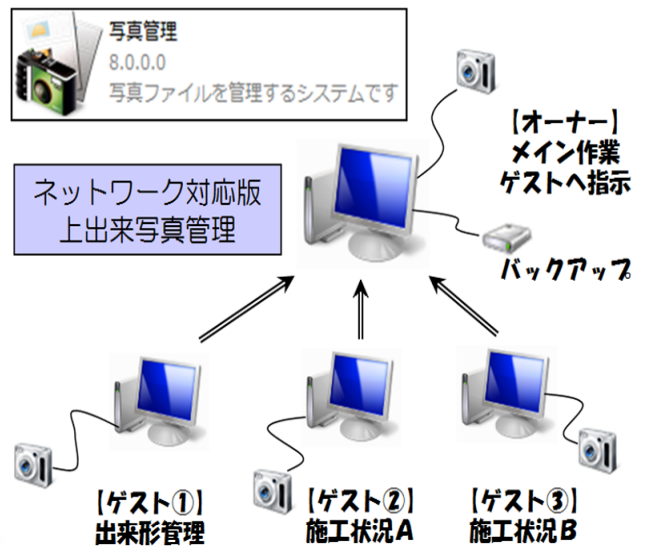 写真管理
8.0.0.0
写真ファイルを管理するシステムです
【オーナー】
メイン作業
ゲストへ指示
ネットワーク対応版
上出来写真管理
バックアップ
【ゲスト①】
出来形管理
【ゲスト②】
施工状況A
【ゲスト③】
施工状況B